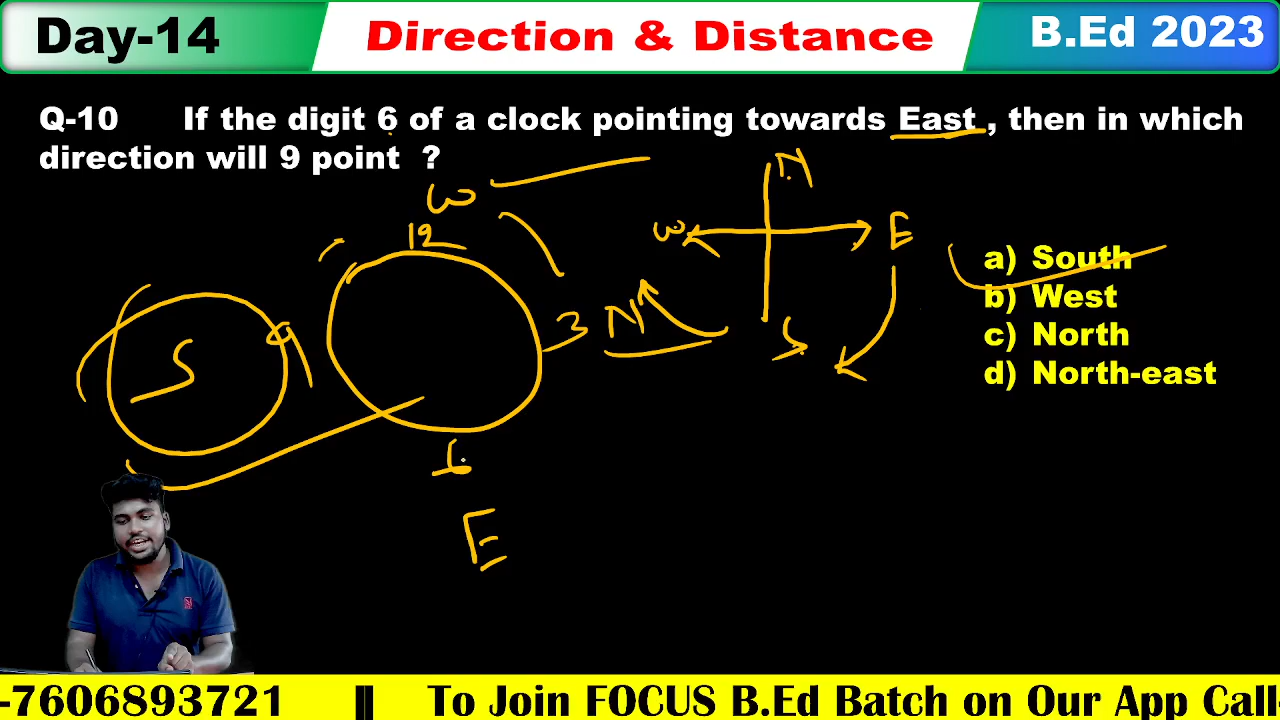 Day-14
Direction & Distance
B.Ed 2023
Q-10 If the digit 6 of a clock pointing towards East , then in which
direction will 9 point ?
N
W
W
E
12
a) South
b) West
3
N
9
S
S
c) North
d) North-east
6
E
-7606893721 || To Join FOCUS B.Ed Batch on Our App Call-